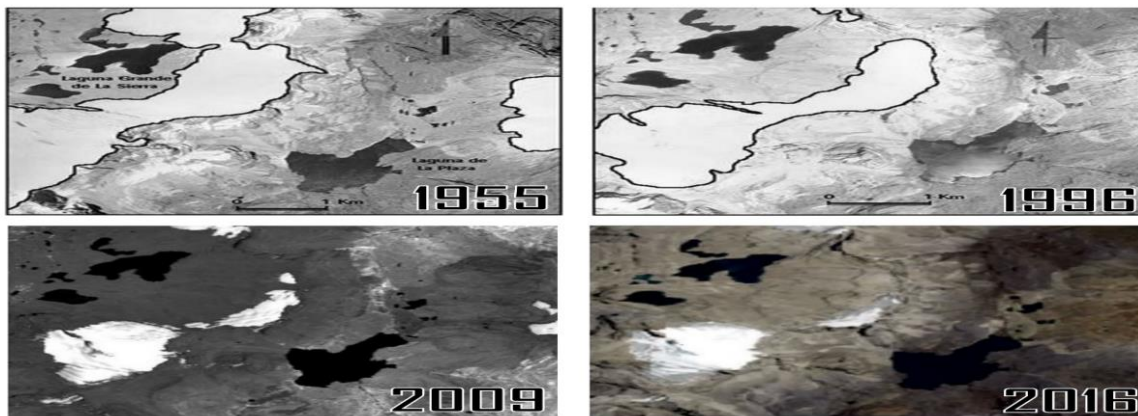 Laguna Grande
de La Sierra
Laguna de
La Plaza
0 1 Km
1955
0 1 Km
1996
2009
2016